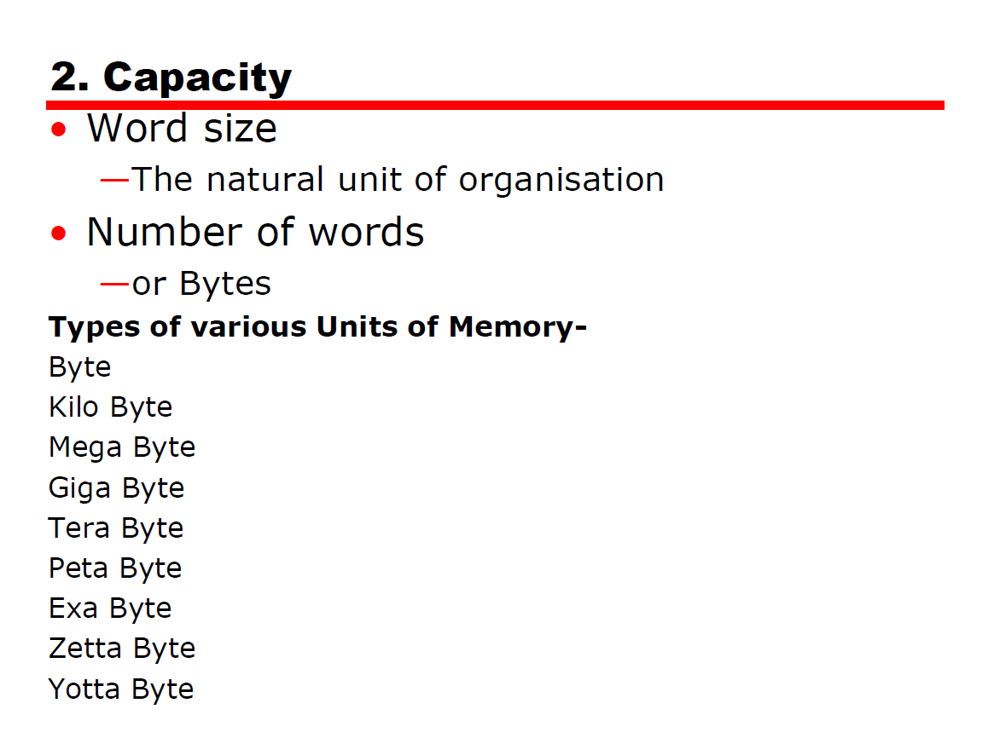 2. Capacity
• Word size
—The natural unit of organisation
• Number of words
—or Bytes
Types of various Units of Memory-
Byte
Kilo Byte
Mega Byte
Giga Byte
Tera Byte
Peta Byte
Exa Byte
Zetta Byte
Yotta Byte